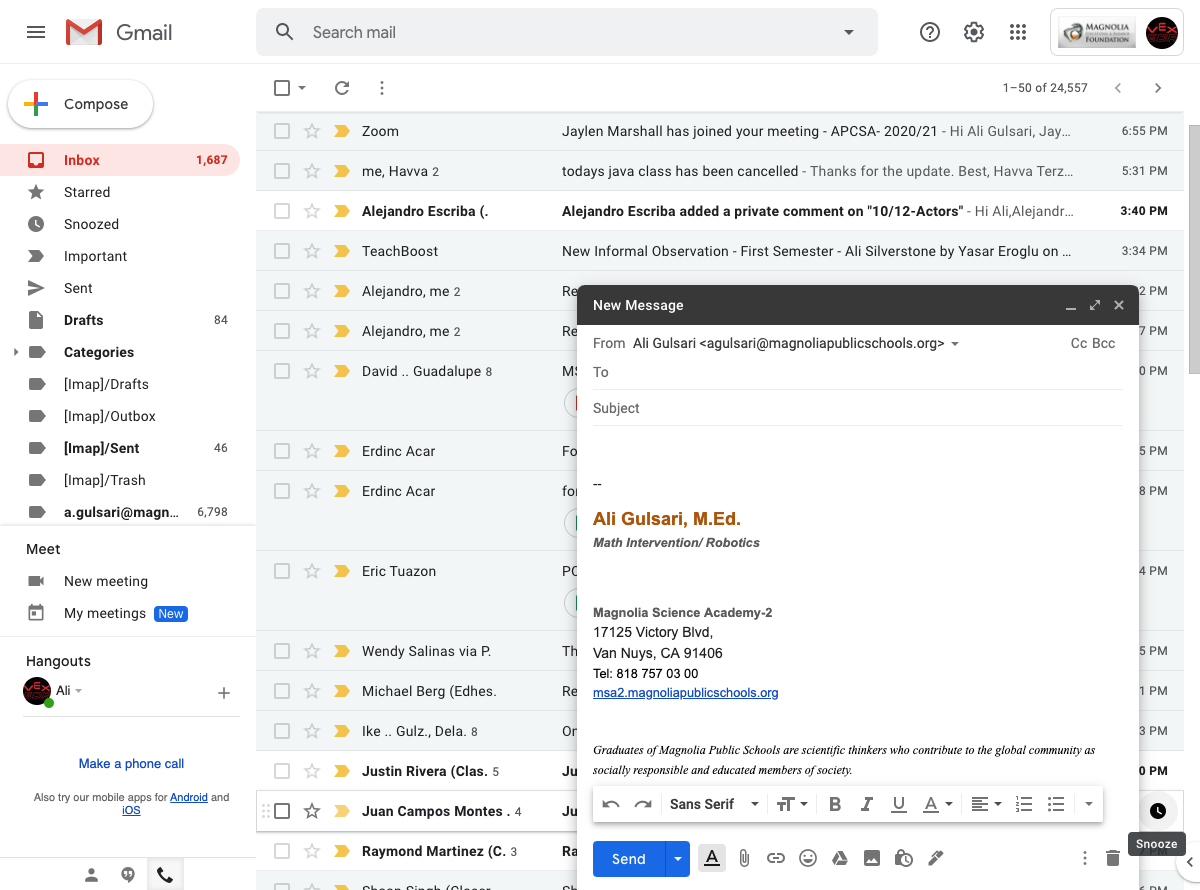 Gmail
Search mail
MAGNOLIA
FOUNDATION
Compose
1–50 of 24,557
Inbox 1,687
Starred
Snoozed
Important
Sent
Drafts 84
Categories
[Imap]/Drafts
[Imap]/Outbox
[Imap]/Sent 46
[Imap]/Trash
a.gulsari@magn... 6,798
Meet
New meeting
My meetings New
Hangouts
Ali
Make a phone call
Also try our mobile apps for Android and
iOS
Zoom Jaylen Marshall has joined your meeting - APCSA- 2020/21 - Hi Ali Gulsari, Jay... 6:55 PM
me, Havva 2 todays java class has been cancelled - Thanks for the update. Best, Havva Terz... 5:31 PM
Alejandro Escriba (. Alejandro Escriba added a private comment on "10/12-Actors" - Hi Ali,Alejandr... 3:40 PM
TeachBoost New Informal Observation - First Semester - Ali Silverstone by Yasar Eroglu on ... 3:34 PM
Alejandro, me 2 Re 2 PM
Alejandro, me 2 Re 7 PM
David .. Guadalupe 8 MS 0 PM
Erdinc Acar Fo 5 PM
Erdinc Acar for 8 PM
Eric Tuazon PC 4 PM
Wendy Salinas via P. Th 5 PM
Michael Berg (Edhes. Re 1 PM
Ike .. Gulz., Dela. 8 On 3 PM
Justin Rivera (Clas. 5 Ju 0 PM
Juan Campos Montes . 4 Ju
Raymond Martinez (C. 3 Ra
New Message
From Ali Gulsari <agulsari@magnoliapublicschools.org> Cc Bcc
To
Subject
--
Ali Gulsari, M.Ed.
Math Intervention/ Robotics
Magnolia Science Academy-2
17125 Victory Blvd,
Van Nuys, CA 91406
Tel: 818 757 03 00
msa2.magnoliapublicschools.org
Graduates of Magnolia Public Schools are scientific thinkers who contribute to the global community as
socially responsible and educated members of society.
Sans Serif
Send
Snooze